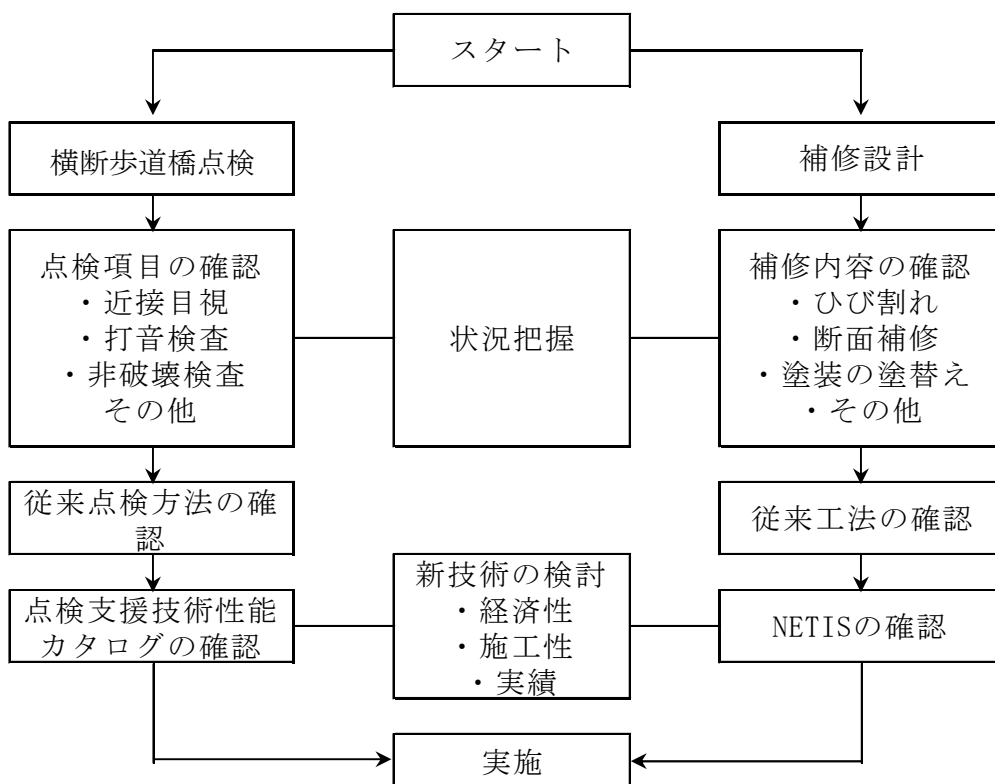 スタート
横断歩道橋点検
補修設計
点検項目の確認
・近接目視
・打音検査
・非破壊検査
その他
状況把握
補修内容の確認
・ひび割れ
・断面補修
・塗装の塗替え
・その他
従来点検方法の確
認
従来工法の確認
点検支援技術性能
カタログの確認
新技術の検討
・経済性
・施工性
・実績
NETISの確認
実施